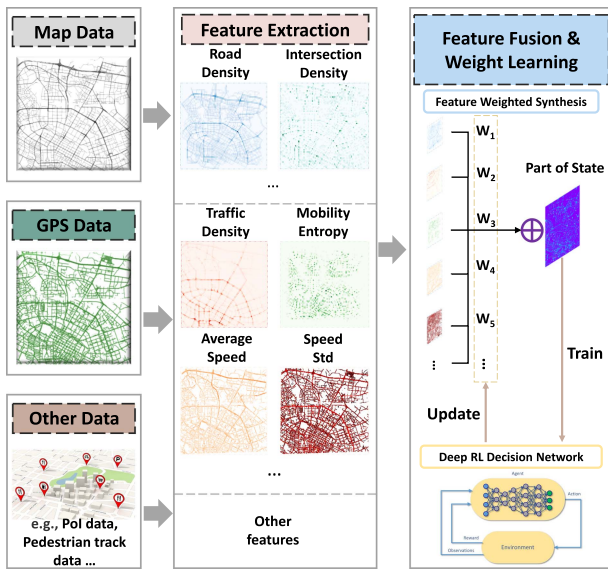 Map Data
GPS Data
Other Data
e.g., PoI data,
Pedestrian track
data ...
Feature Extraction
Road
Density
Intersection
Density
...
Traffic
Density
Mobility
Entropy
Average
Speed
Speed
Std
...
Other
features
Feature Fusion &
Weight Learning
Feature Weighted Synthesis
W1
W2
W3
W4
W5
⋮ ⋮
Part of State
Train
Update
Deep RL Decision Network
Agent
Action
Reward
Observations
Environment